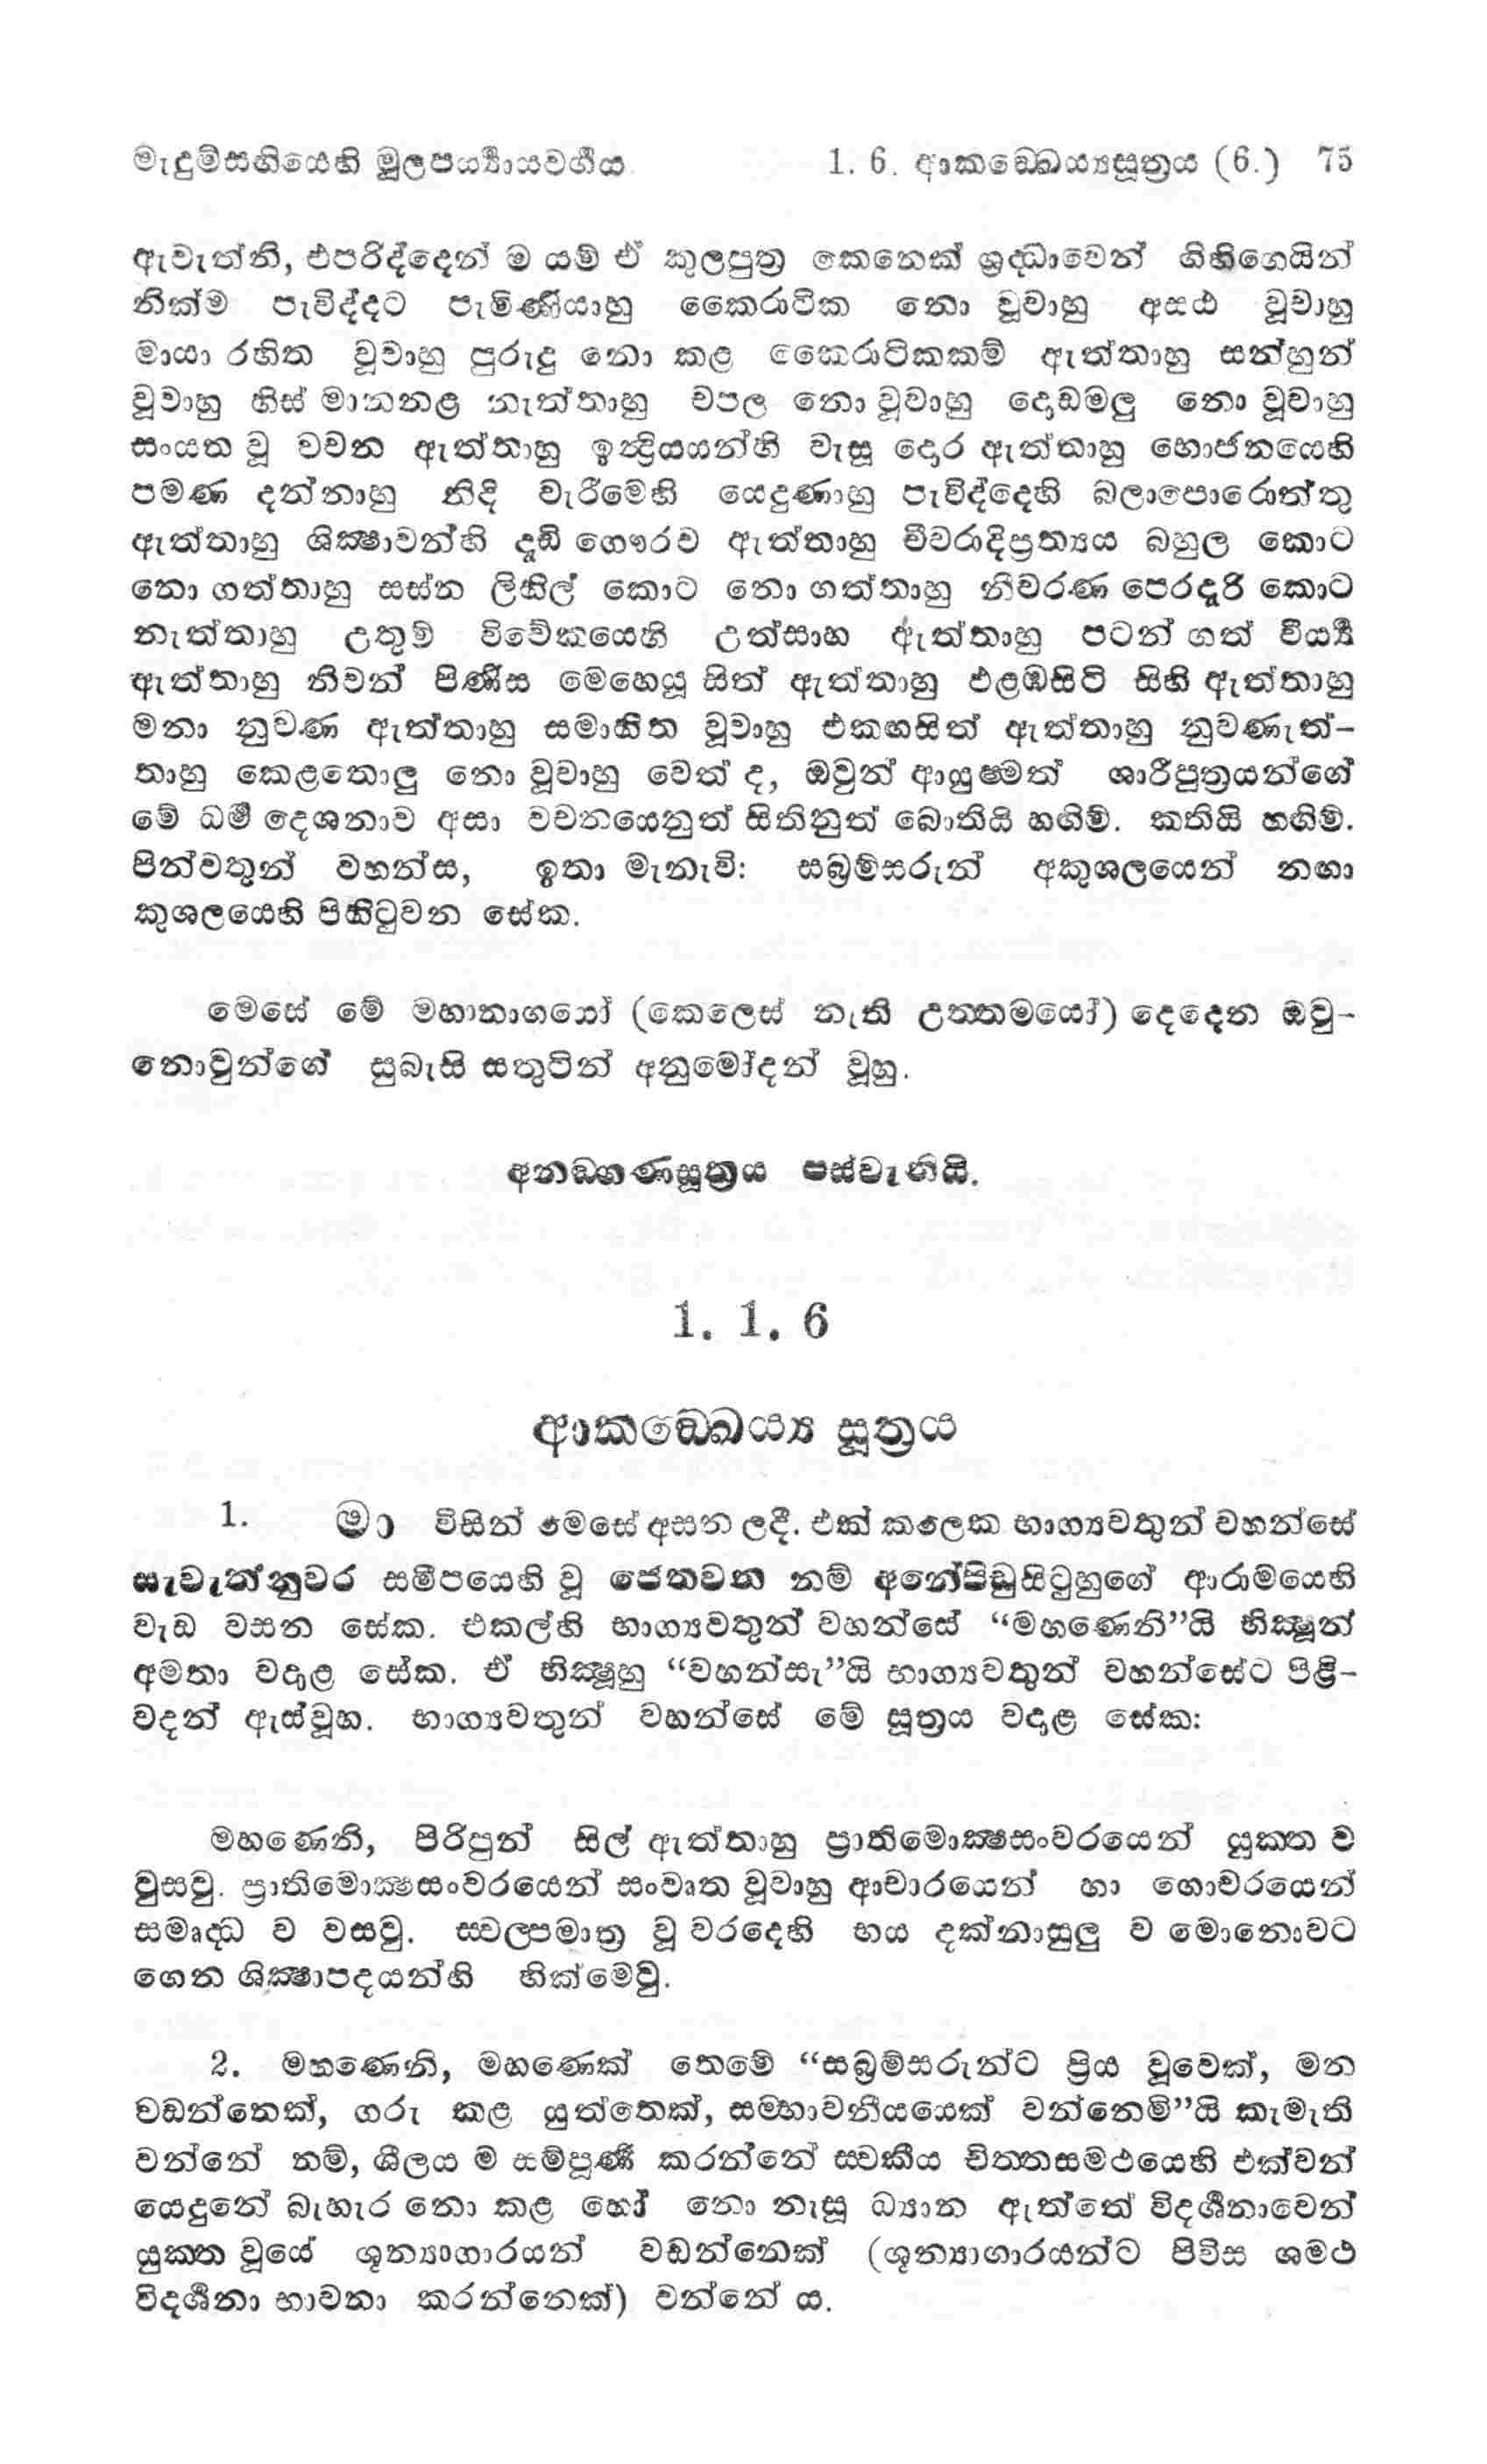 මැදුම්සඟියෙහි මූලපර්‍ය්‍යායවර්‍ගය 1. 6. ආකඞ්ඛෙය්‍යසූත්‍රය (6.) 75
ඇවැත්නි, එපරිද්දෙන් ම යම් ඒ කුලපුත්‍ර කෙනෙක් ශ්‍රද්ධාවෙන් ගිහිගෙයින්
නික්ම පැවිද්දට පැමිණියාහු කෛරාටික නො වූවාහු අසඨ වූවාහු
මායා රහිත වූවාහු පුරුදු නො කළ කෛරාටිකකම් ඇත්තාහු සන්හුන්
වූවාහු හිස් මානනළ නැත්තාහු චපල නො වූවාහු දොඩමලු නො වූවාහු
සංයත වූ වචන ඇත්තාහු ඉන්‍ද්‍රියයන්හි වැසූ දොර ඇත්තාහු භොජනයෙහි
පමණ දන්නාහු නිදි වැරීමෙහි යෙදුණාහු පැවිද්දෙහි බලාපොරොත්තු
ඇත්තාහු ශික්‍ෂාවන්හි දැඩි ගෞරව ඇත්තාහු චීවරාදිප්‍රත්‍යය බහුල කොට
නො ගත්තාහු සස්න ලිහිල් කොට නො ගත්තාහු නීවරණ පෙරදැරි කොට
නැත්තාහු උතුම් විවේකයෙහි උත්සාහ ඇත්තාහු පටන් ගත් වීර්‍ය්‍ය
ඇත්තාහු නිවන් පිණිස මෙහෙයූ සිත් ඇත්තාහු එළඹසිටි සිහි ඇත්තාහු
මනා නුවණ ඇත්තාහු සමාහිත වූවාහු එකඟසිත් ඇත්තාහු නුවණැත්-
තාහු කෙළතොලු නො වූවාහු වෙත් ද, ඔවුන් ආයුෂ්මත් ශාරීපුත්‍රයන්ගේ
මේ ධර්‍ම දෙශනාව අසා වචනයෙනුත් සිතිනුත් බොතියි හඟිම්. කතියි හඟිම්.
පින්වතුන් වහන්ස, ඉතා මැනැවි: සබ්‍රම්සරුන් අකුශලයෙන් නඟා
කුශලයෙහි පිහිටුවන සේක.
මෙසේ මේ මහානාගයෝ (කෙලෙස් නැති උත්තමයෝ) දෙදෙන ඔවු-
නොවුන්ගේ සුබැසි සතුටින් අනුමෝදන් වූහු.
අනඞ්ගණසූත්‍රය පස්වැනියි.
1. 1. 6
ආකඞ්ඛෙය්‍ය සූත්‍රය
1. මා විසින් මෙසේ අසන ලදී. එක් කලෙක භාග්‍යවතුන් වහන්සේ
සැවැත්නුවර සමීපයෙහි වූ ජෙතවන නම් අනේපිඬුසිටුහුගේ ආරාමයෙහි
වැඩ වසන සේක. එකල්හි භාග්‍යවතුන් වහන්සේ “මහණෙනි”යි භික්‍ෂූන්
අමතා වදාළ සේක. ඒ භික්‍ෂූහු “වහන්සැ”යි භාග්‍යවතුන් වහන්සේට පිළි-
වදන් ඇස්වූහ. භාග්‍යවතුන් වහන්සේ මේ සූත්‍රය වදාළ සේක:
මහණෙනි, පිරිපුන් සිල් ඇත්තාහු ප්‍රාතිමොක්‍ෂසංවරයෙන් යුක්ත ව
වුසවු. ප්‍රාතිමොක්‍ෂසංවරයෙන් සංවෘත වූවාහු ආචාරයෙන් හා ගොචරයෙන්
සමෘද්ධ ව වසවු. ස්වල්පමාත්‍ර වූ වරදෙහි භය දක්නාසුලු ව මොනොවට
ගෙන ශික්‍ෂාපදයන්හි හික්මෙවු.
2. මහණෙනි, මහණෙක් තෙමේ “සබ්‍රම්සරුන්ට ප්‍රිය වූවෙක්, මන
වඩන්නෙක්, ගරු කළ යුත්තෙක්, සම්භාවනීයයෙක් වන්නෙමි”යි කැමැති
වන්නේ නම්, ශීලය ම සම්පූර්‍ණ කරන්නේ ස්වකීය චිත්තසමථයෙහි එක්වන්
යෙදුනේ බැහැර නො කළ හෝ නො නැසූ ධ්‍යාන ඇත්තේ විදර්‍ශනාවෙන්
යුක්ත වූයේ ශූන්‍යාගාරයන් වඩන්නෙක් (ශූන්‍යාගාරයන්ට පිවිස ශමථ
විදර්‍ශනා භාවනා කරන්නෙක්) වන්නේ ය.